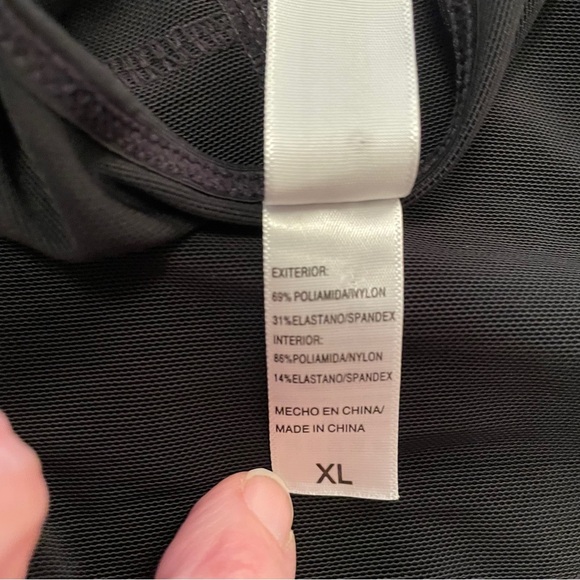 EXITERIOR:
69%POLIAMIDA/NYLON
31%ELASTANO/SPANDEX
INTERIOR:
86%POLIAMIDA/NYLON
14%ELASTANO/SPANDEX
MECHO EN CHINA/
MADE IN CHINA
XL